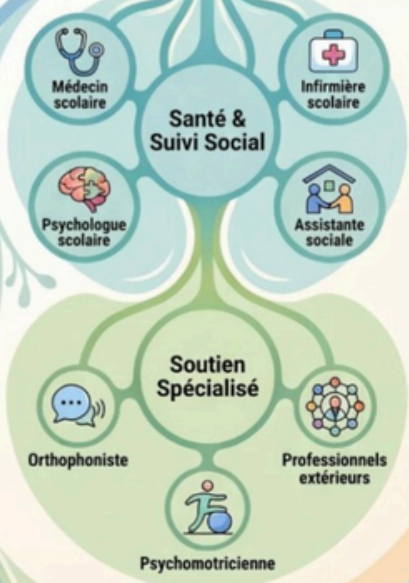 Médecin
scolaire
Infirmière
scolaire
Santé &
Suivi Social
Psychologue
scolaire
Assistante
sociale
Soutien
Spécialisé
Orthophoniste
Professionnels
extérieurs
Psychomotricienne